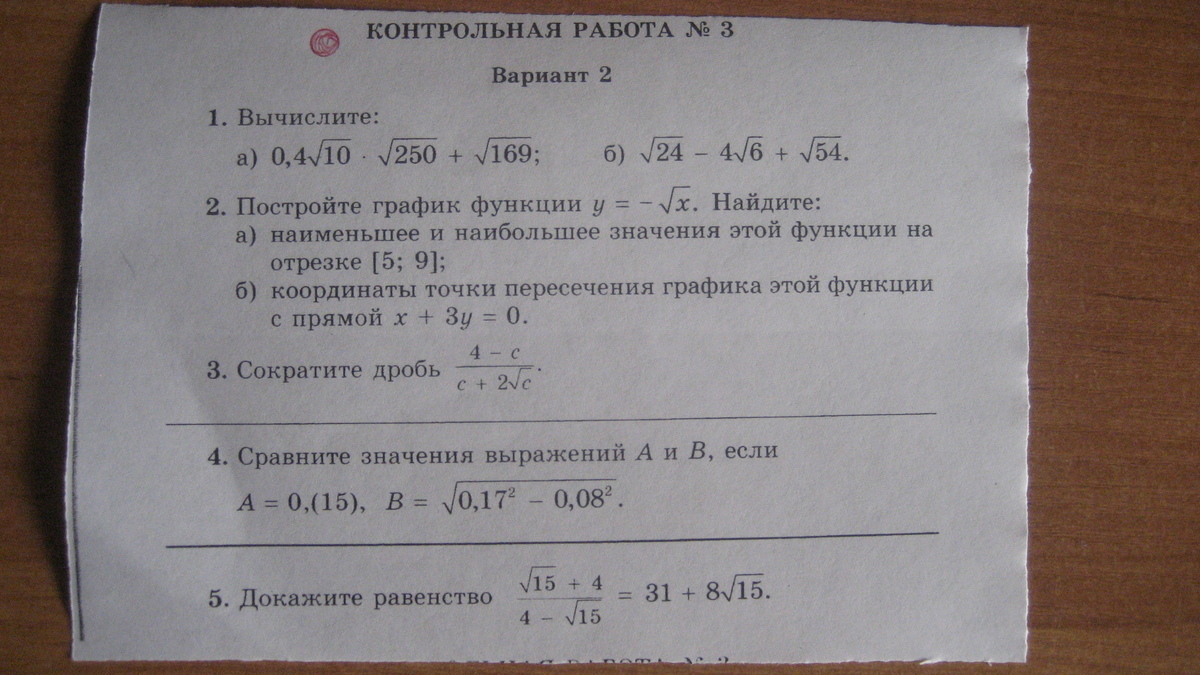 КОНТРОЛЬНАЯ РАБОТА № 3
Вариант 2
1. Вычислите:
а) 0,4√10 · √250 + √169; б) √24 − 4√6 + √54.
2. Постройте график функции y = −√x. Найдите:
а) наименьшее и наибольшее значения этой функции на
отрезке [5; 9];
б) координаты точки пересечения графика этой функции
с прямой x + 3y = 0.
3. Сократите дробь (4 − c)/(c + 2√c).
4. Сравните значения выражений A и B, если
A = 0,(15), B = √(0,17² − 0,08²).
5. Докажите равенство (√15 + 4)/(4 − √15) = 31 + 8√15.